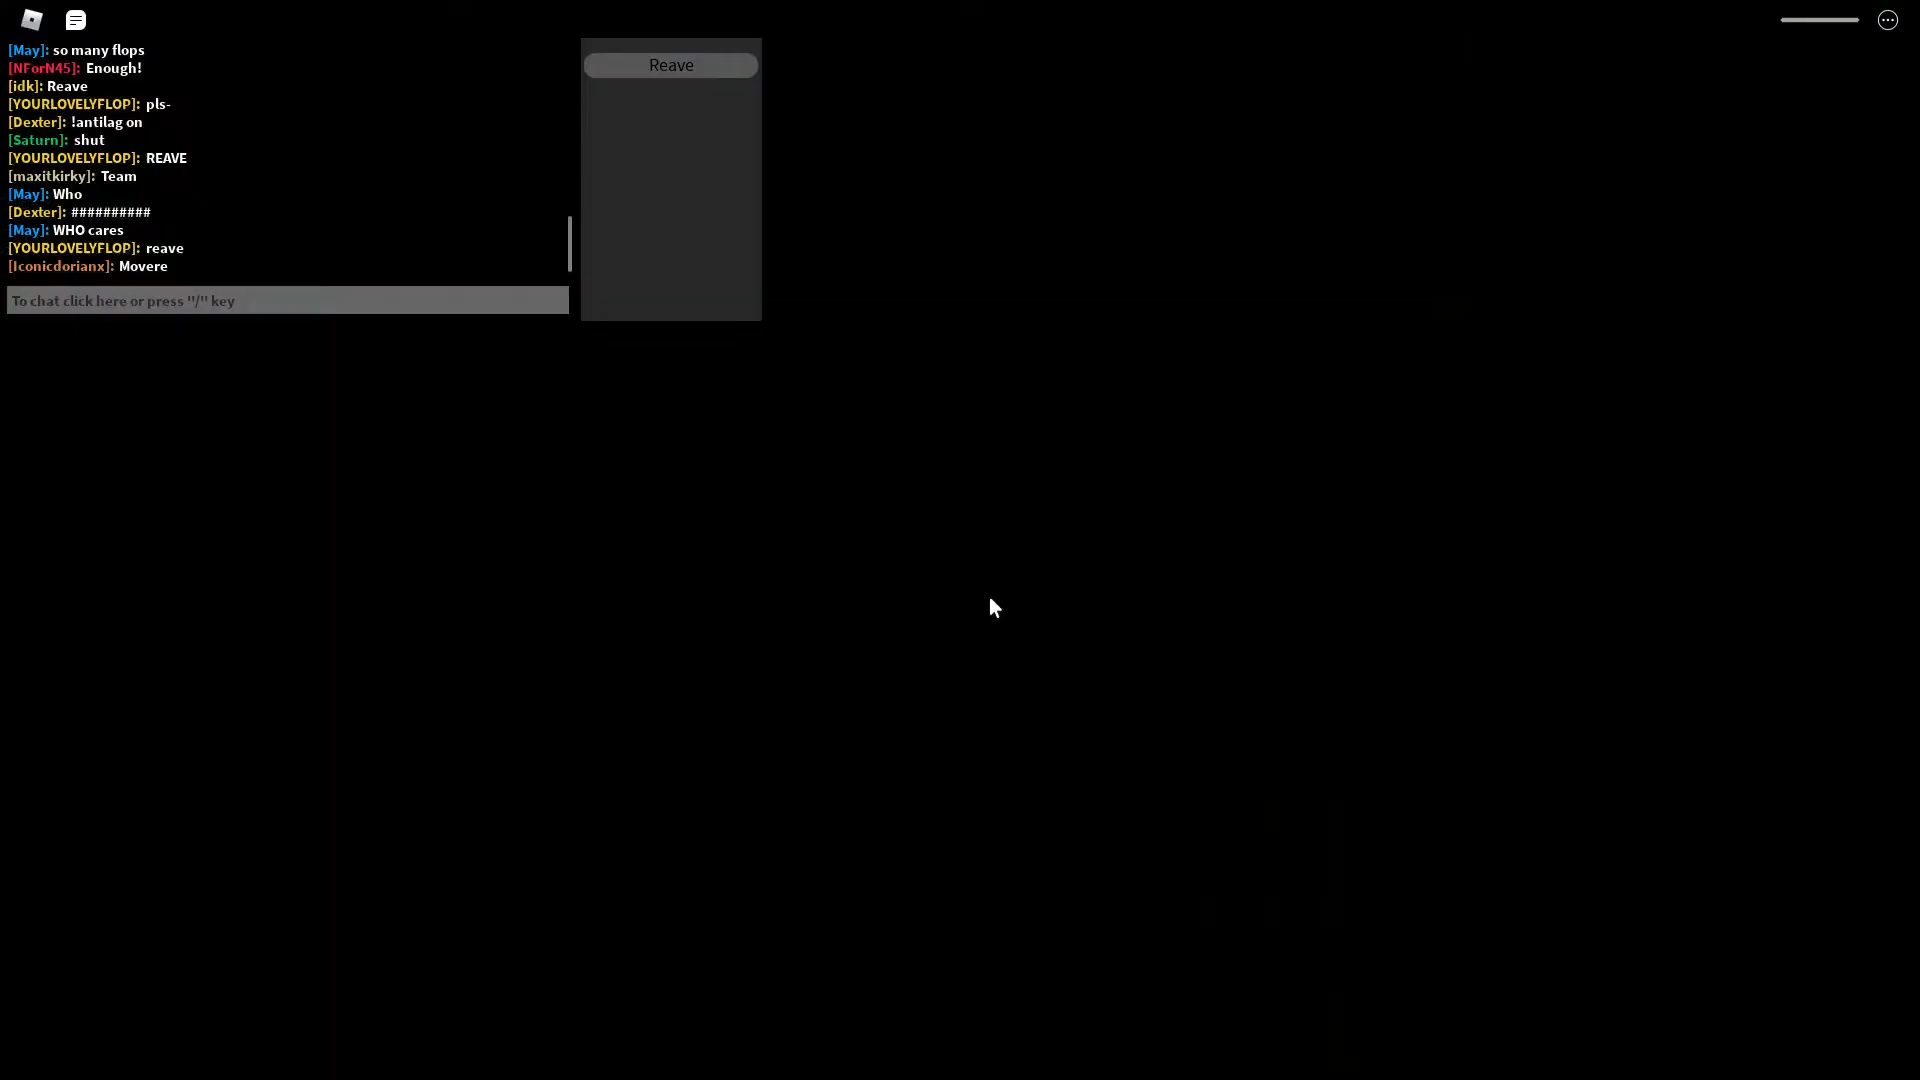 [May]: so many flops
[NForN45]: Enough!
[idk]: Reave
[YOURLOVELYFLOP]: pls-
[Dexter]: !antilag on
[Saturn]: shut
[YOURLOVELYFLOP]: REAVE
[maxitkirky]: Team
[May]: Who
[Dexter]: ##########
[May]: WHO cares
[YOURLOVELYFLOP]: reave
[Iconicdorianx]: Movere
To chat click here or press "/" key
Reave